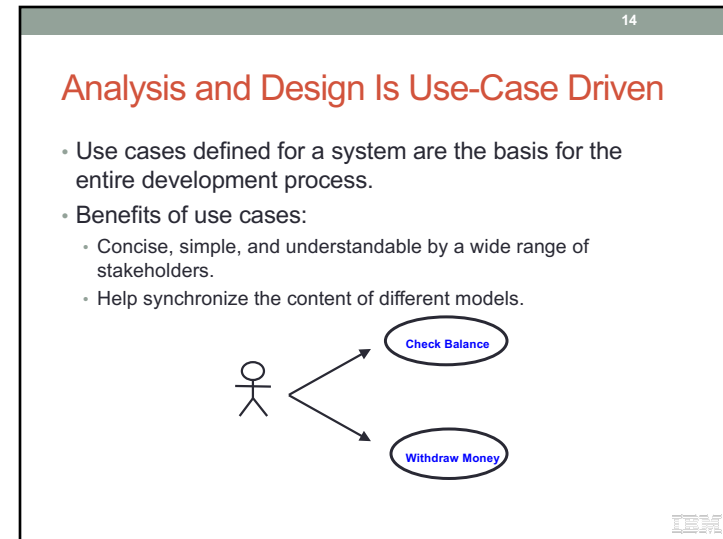 14
Analysis and Design Is Use-Case Driven
• Use cases defined for a system are the basis for the
entire development process.
• Benefits of use cases:
• Concise, simple, and understandable by a wide range of
stakeholders.
• Help synchronize the content of different models.
Check Balance
Withdraw Money
IBM